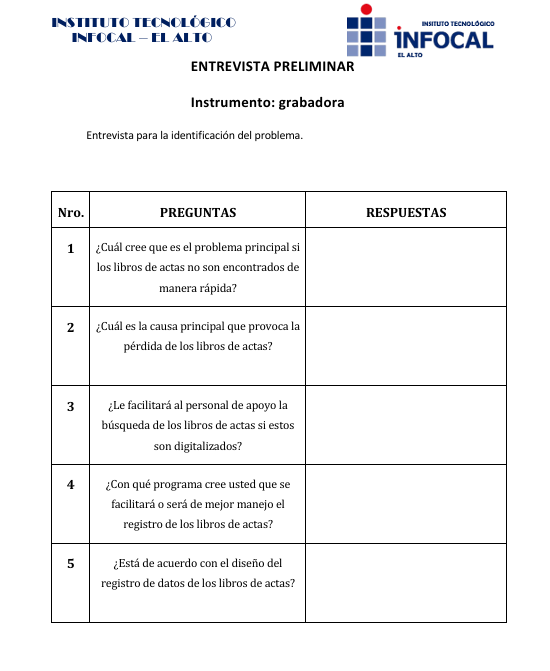 INSTITUTO TECNOLÓGICO
INFOCAL – EL ALTO
INSTITUTO TECNOLÓGICO
INFOCAL
EL ALTO
ENTREVISTA PRELIMINAR
Instrumento: grabadora
Entrevista para la identificación del problema.
Nro. PREGUNTAS RESPUESTAS
1 ¿Cuál cree que es el problema principal si
los libros de actas no son encontrados de
manera rápida?
2 ¿Cuál es la causa principal que provoca la
pérdida de los libros de actas?
3 ¿Le facilitará al personal de apoyo la
búsqueda de los libros de actas si estos
son digitalizados?
4 ¿Con qué programa cree usted que se
facilitará o será de mejor manejo el
registro de los libros de actas?
5 ¿Está de acuerdo con el diseño del
registro de datos de los libros de actas?